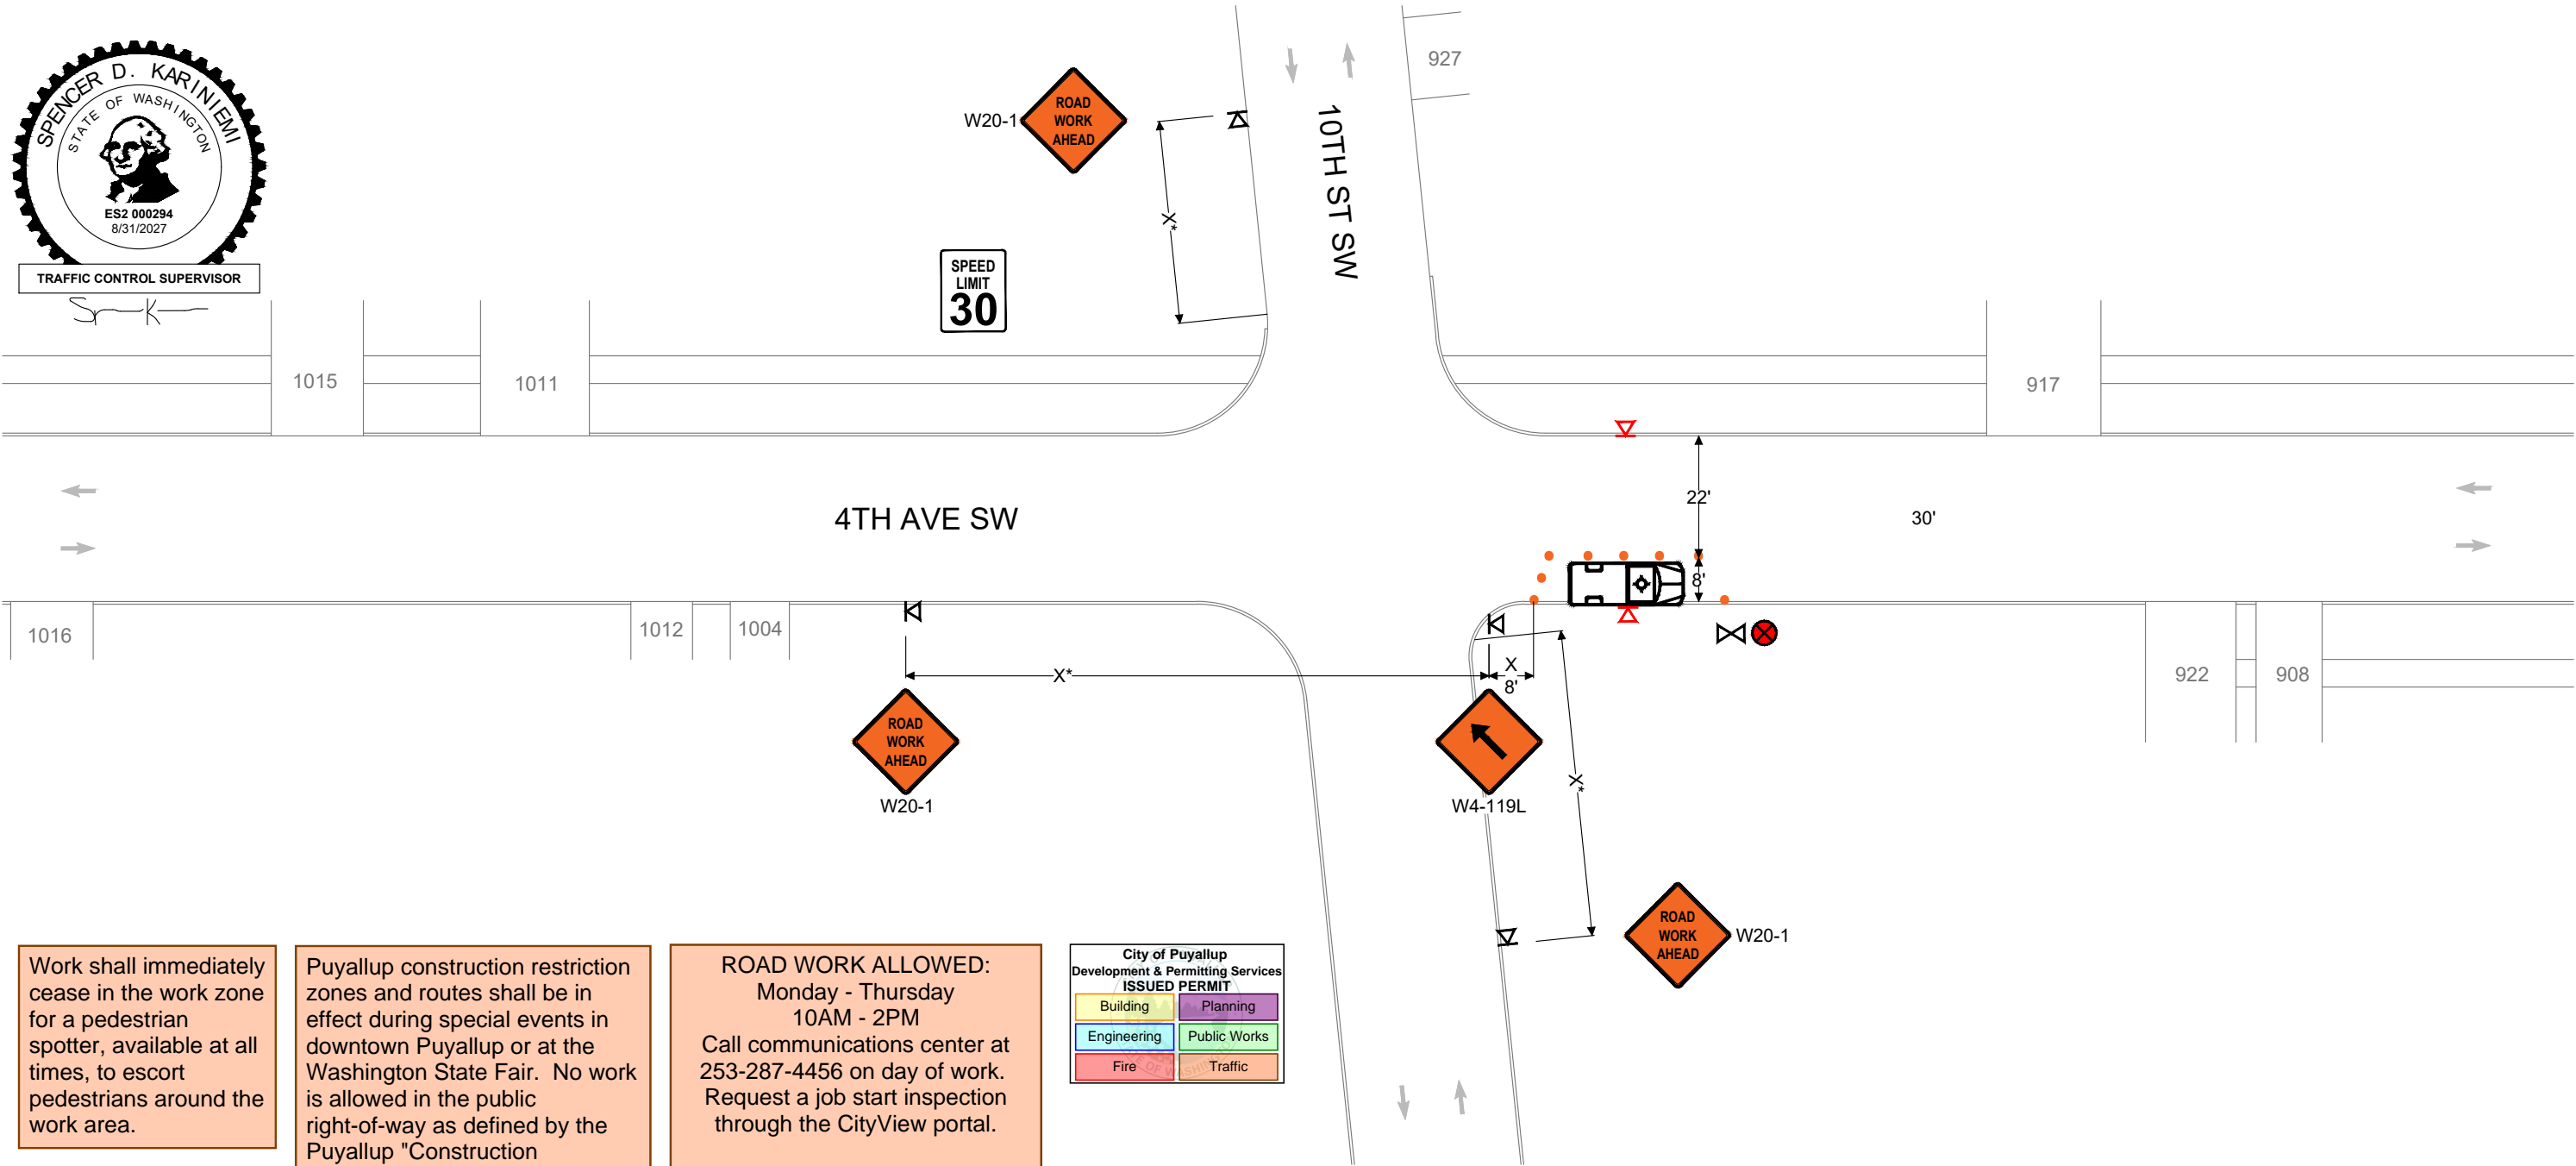 SPENCER D. KARINIEMI
STATE OF WASHINGTON
ES2 000294
8/31/2027
TRAFFIC CONTROL SUPERVISOR
W20-1
ROAD
WORK
AHEAD
X*
SPEED
LIMIT
30
10TH ST SW
927
1015
1011
917
4TH AVE SW
22'
30'
8'
1016
1012
1004
922
908
X*
X
8'
ROAD
WORK
AHEAD
W20-1
W4-119L
X*
ROAD
WORK
AHEAD
W20-1
Work shall immediately
cease in the work zone
for a pedestrian
spotter, available at all
times, to escort
pedestrians around the
work area.
Puyallup construction restriction
zones and routes shall be in
effect during special events in
downtown Puyallup or at the
Washington State Fair.  No work
is allowed in the public
right-of-way as defined by the
Puyallup "Construction
ROAD WORK ALLOWED:
Monday - Thursday
10AM - 2PM
Call communications center at
253-287-4456 on day of work.
Request a job start inspection
through the CityView portal.
City of Puyallup
Development & Permitting Services
ISSUED PERMIT
Building Planning
Engineering Public Works
Fire Traffic
OF WASHIN